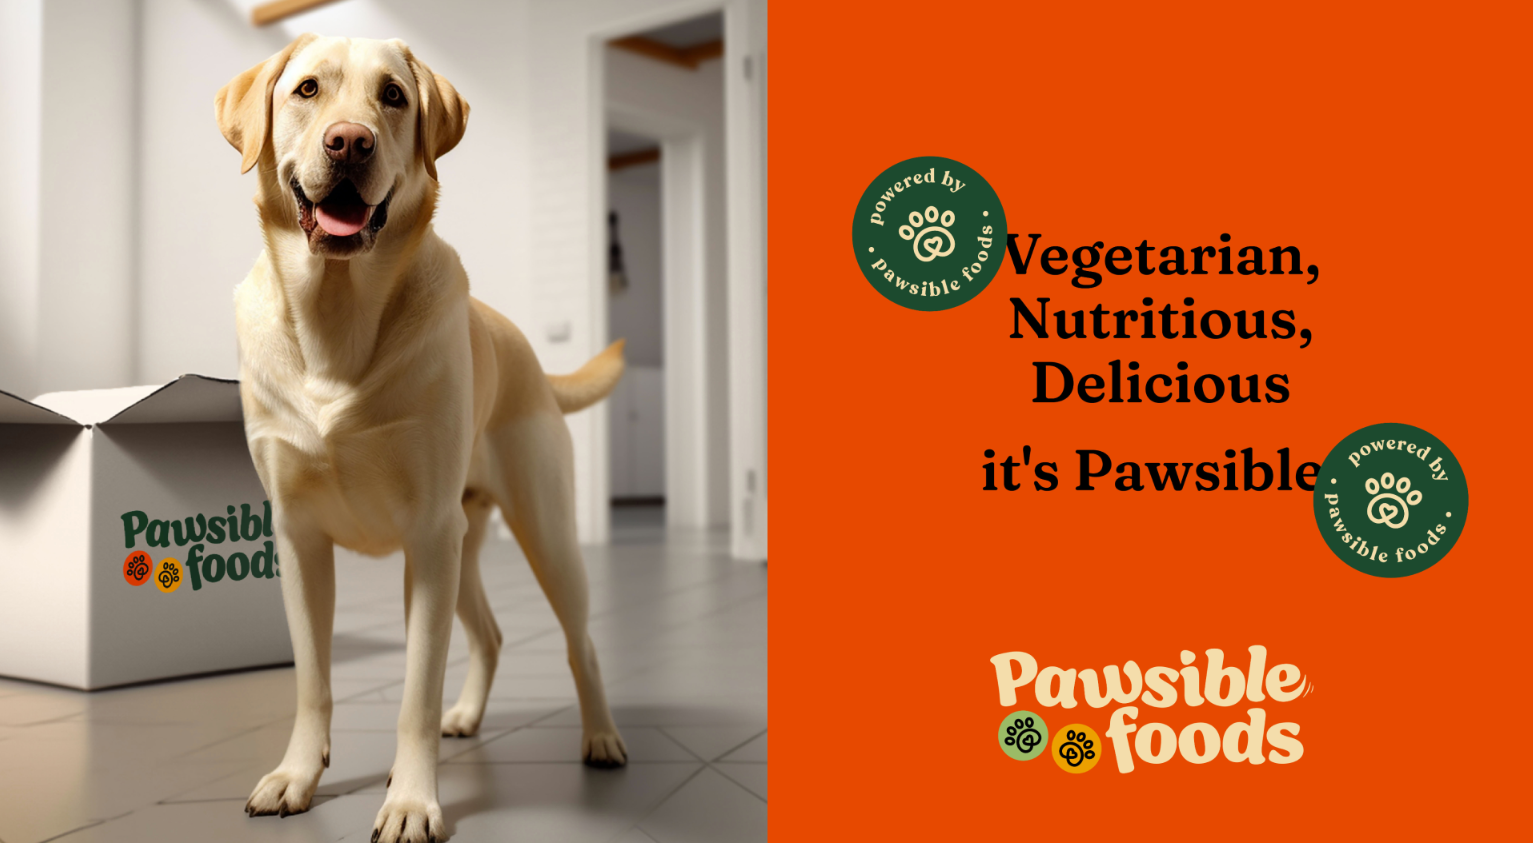 Pawsibl
foods
powered by
• pawsible foods •
Vegetarian,
Nutritious,
Delicious
it's Pawsible
powered by
• pawsible foods •
Pawsible
foods